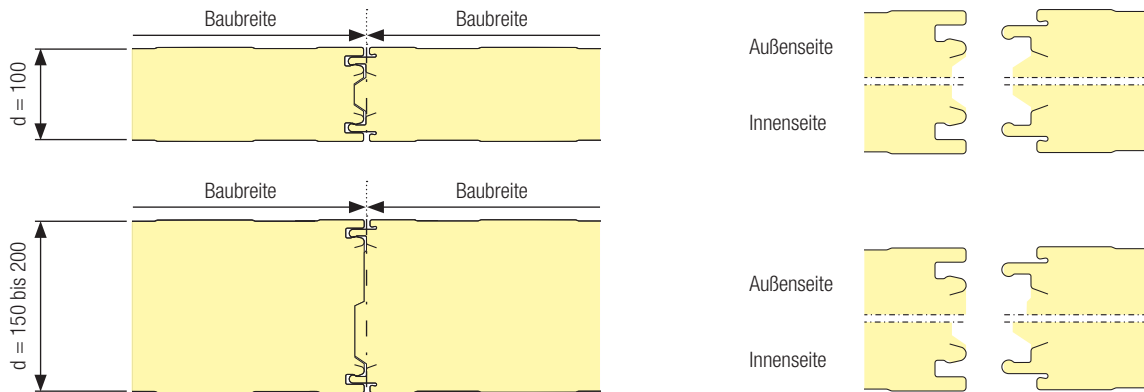 Baubreite
Baubreite
d = 100
Außenseite
Innenseite
Baubreite
Baubreite
d = 150 bis 200
Außenseite
Innenseite